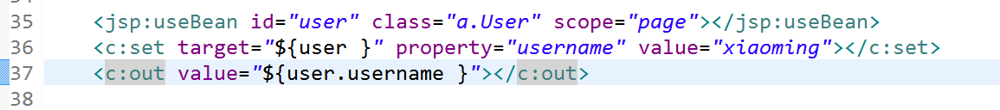 35 <jsp:useBean id="user" class="a.User" scope="page"></jsp:useBean>
36 <c:set target="${user }" property="username" value="xiaoming"></c:set>
37 <c:out value="${user.username }"></c:out>
38